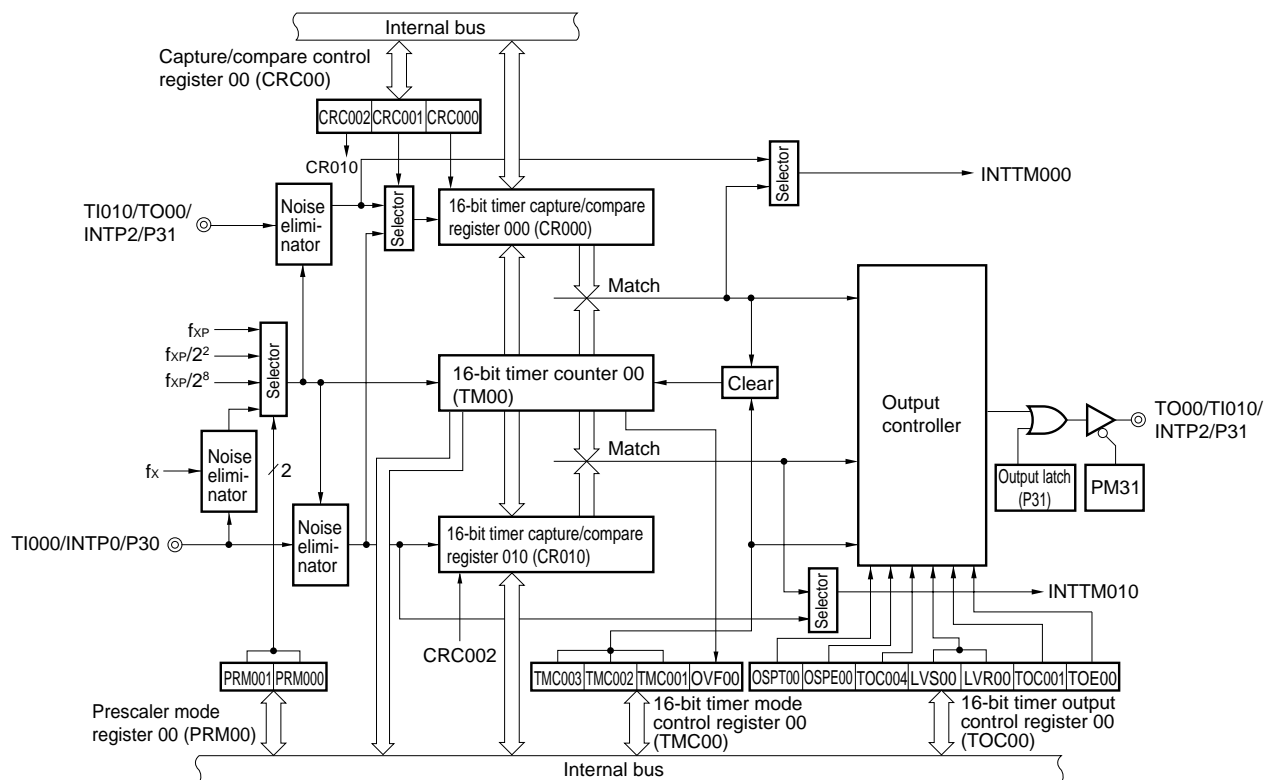 Internal bus
Capture/compare control
register 00 (CRC00)
CRC002 CRC001 CRC000
CR010
Selector
INTTM000
TI010/TO00/
INTP2/P31
Noise
elimi-
nator
Selector
16-bit timer capture/compare
register 000 (CR000)
Match
fXP
fXP/2²
fXP/2⁸
Selector
16-bit timer counter 00
(TM00)
Clear
Output
controller
TO00/TI010/
INTP2/P31
Output latch
(P31)
PM31
fX
Noise
elimi-
nator
2
Match
TI000/INTP0/P30
Noise
elimi-
nator
16-bit timer capture/compare
register 010 (CR010)
Selector
INTTM010
CRC002
PRM001 PRM000
TMC003 TMC002 TMC001 OVF00
OSPT00 OSPE00 TOC004 LVS00 LVR00 TOC001 TOE00
Prescaler mode
register 00 (PRM00)
16-bit timer mode
control register 00
(TMC00)
16-bit timer output
control register 00
(TOC00)
Internal bus